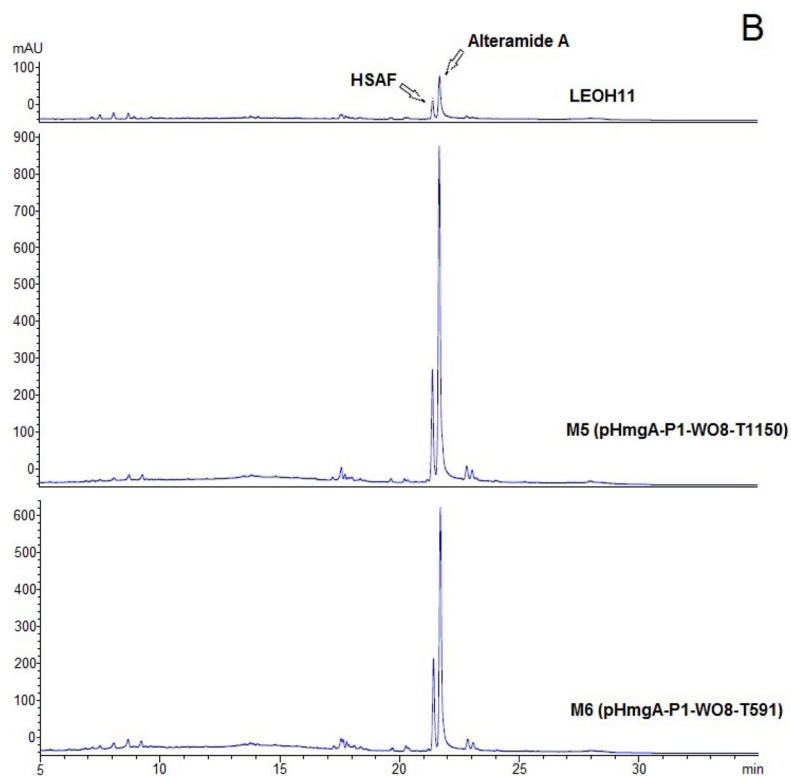 B
mAU
Alteramide A
HSAF
LEOH11
100
0
900
800
700
600
500
400
300
200
100
0
M5 (pHmgA-P1-WO8-T1150)
600
500
400
300
200
100
0
M6 (pHmgA-P1-WO8-T591)
5 10 15 20 25 30 min